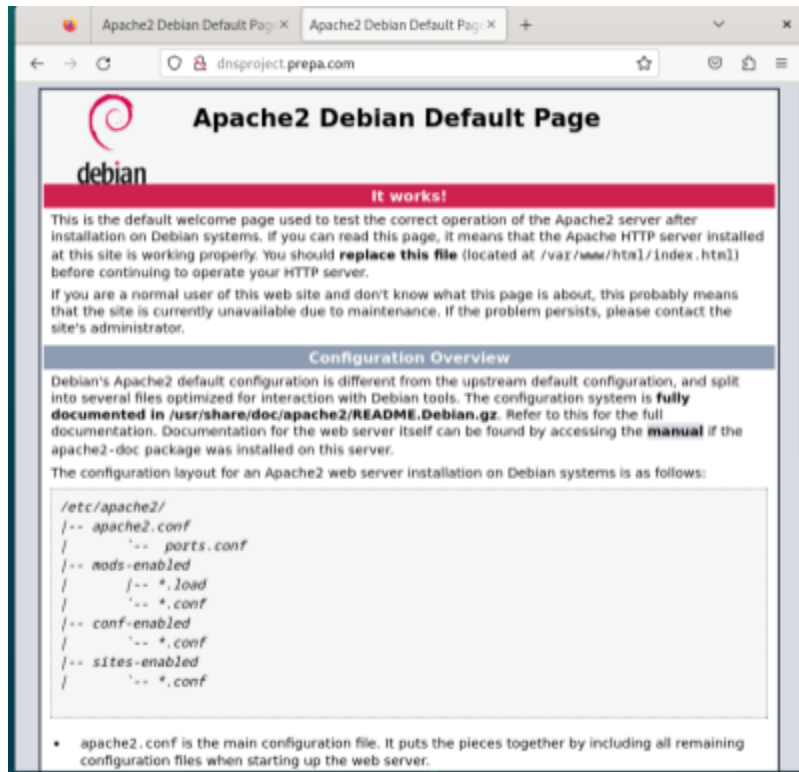 Apache2 Debian Default Pag
Apache2 Debian Default Pag
dnsproject.prepa.com
debian
Apache2 Debian Default Page
It works!
This is the default welcome page used to test the correct operation of the Apache2 server after
installation on Debian systems. If you can read this page, it means that the Apache HTTP server installed
at this site is working properly. You should replace this file (located at /var/www/html/index.html)
before continuing to operate your HTTP server.
If you are a normal user of this web site and don't know what this page is about, this probably means
that the site is currently unavailable due to maintenance. If the problem persists, please contact the
site's administrator.
Configuration Overview
Debian's Apache2 default configuration is different from the upstream default configuration, and split
into several files optimized for interaction with Debian tools. The configuration system is fully
documented in /usr/share/doc/apache2/README.Debian.gz. Refer to this for the full
documentation. Documentation for the web server itself can be found by accessing the manual if the
apache2-doc package was installed on this server.
The configuration layout for an Apache2 web server installation on Debian systems is as follows:
/etc/apache2/
|-- apache2.conf
|       `--  ports.conf
|-- mods-enabled
|       |-- *.load
|       `-- *.conf
|-- conf-enabled
|       `-- *.conf
|-- sites-enabled
|       `-- *.conf
• apache2.conf is the main configuration file. It puts the pieces together by including all remaining
configuration files when starting up the web server.